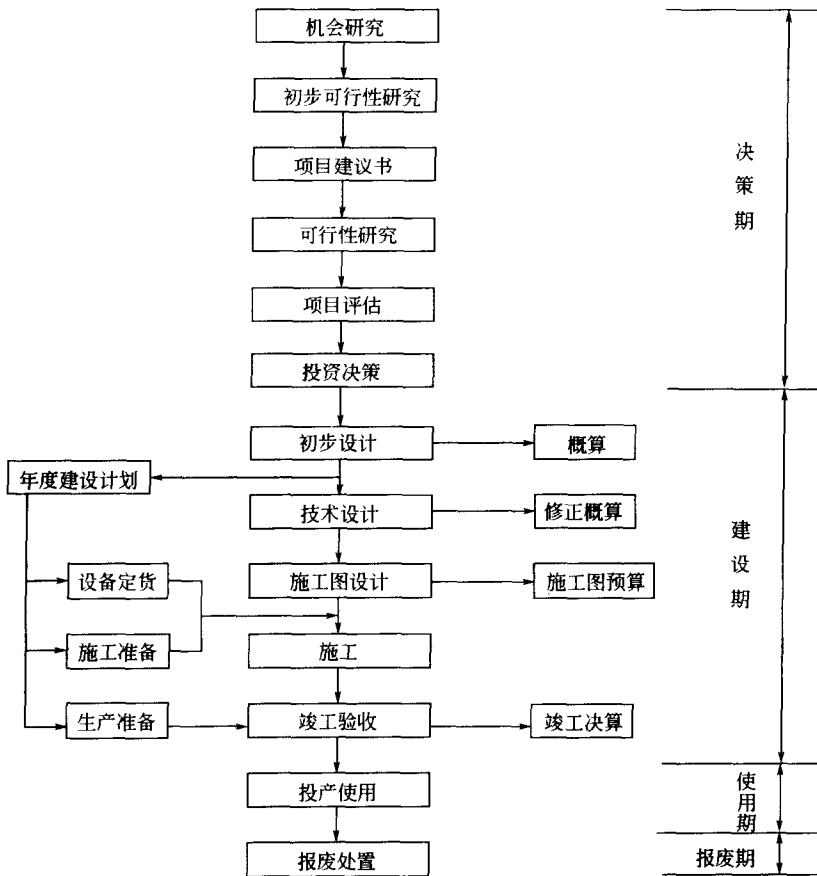 机会研究
初步可行性研究
项目建议书
可行性研究
项目评估
投资决策
决策期
初步设计
概算
年度建设计划
技术设计
修正概算
设备定货
施工图设计
施工图预算
施工准备
施工
生产准备
竣工验收
竣工决算
建设期
投产使用
使用期
报废处置
报废期